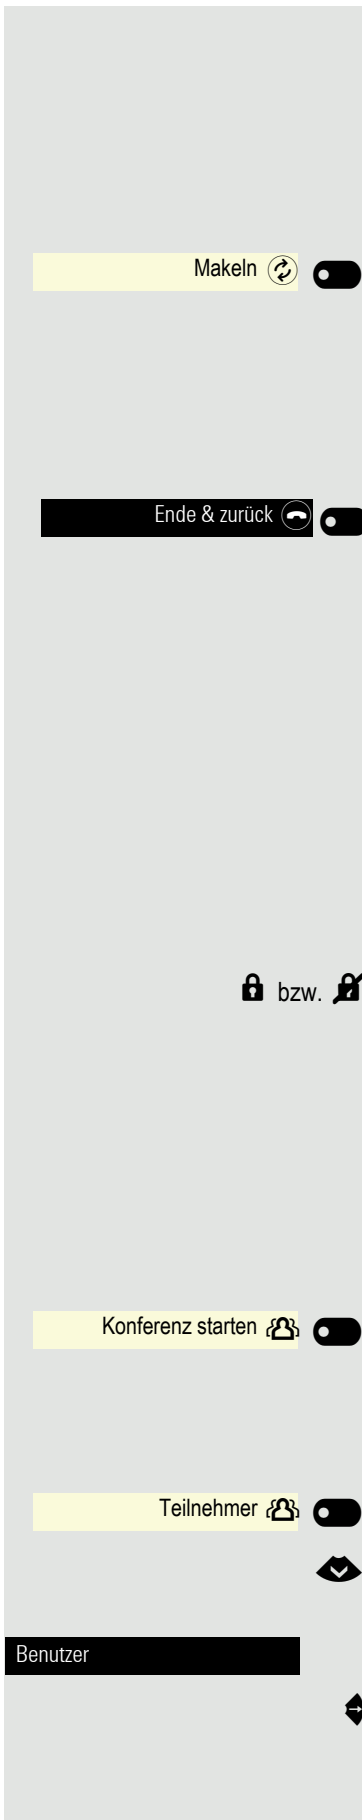 Makeln
Ende & zurück
bzw.
Konferenz starten
Teilnehmer
Benutzer